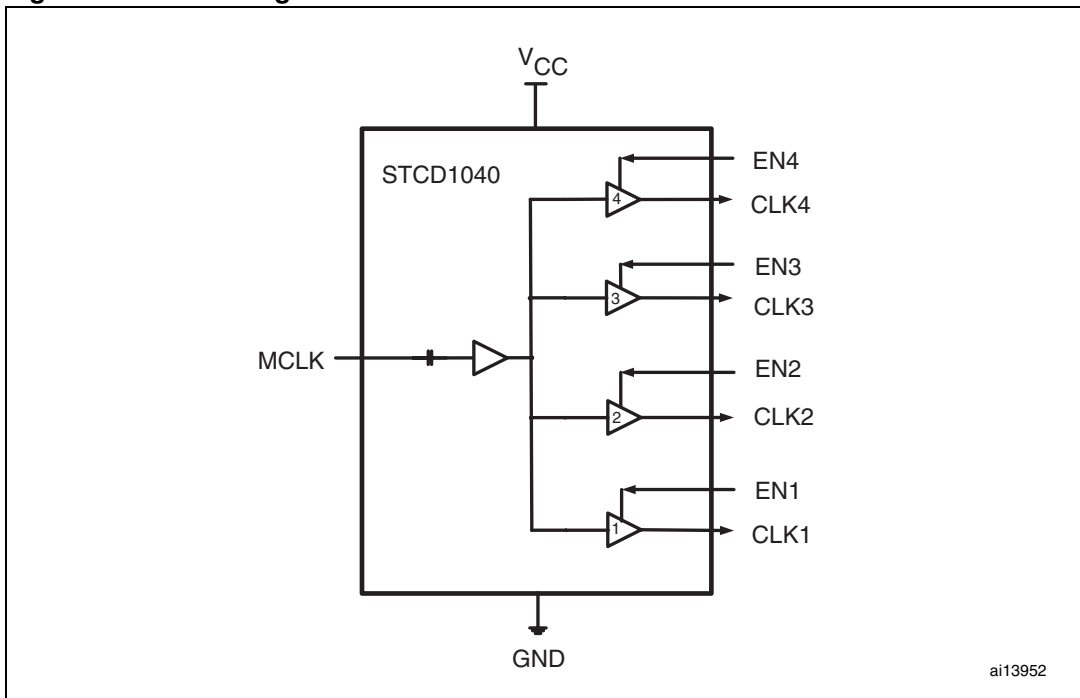 VCC
STCD1040
EN4
4
CLK4
EN3
3
CLK3
MCLK
EN2
2
CLK2
EN1
1
CLK1
GND
ai13952